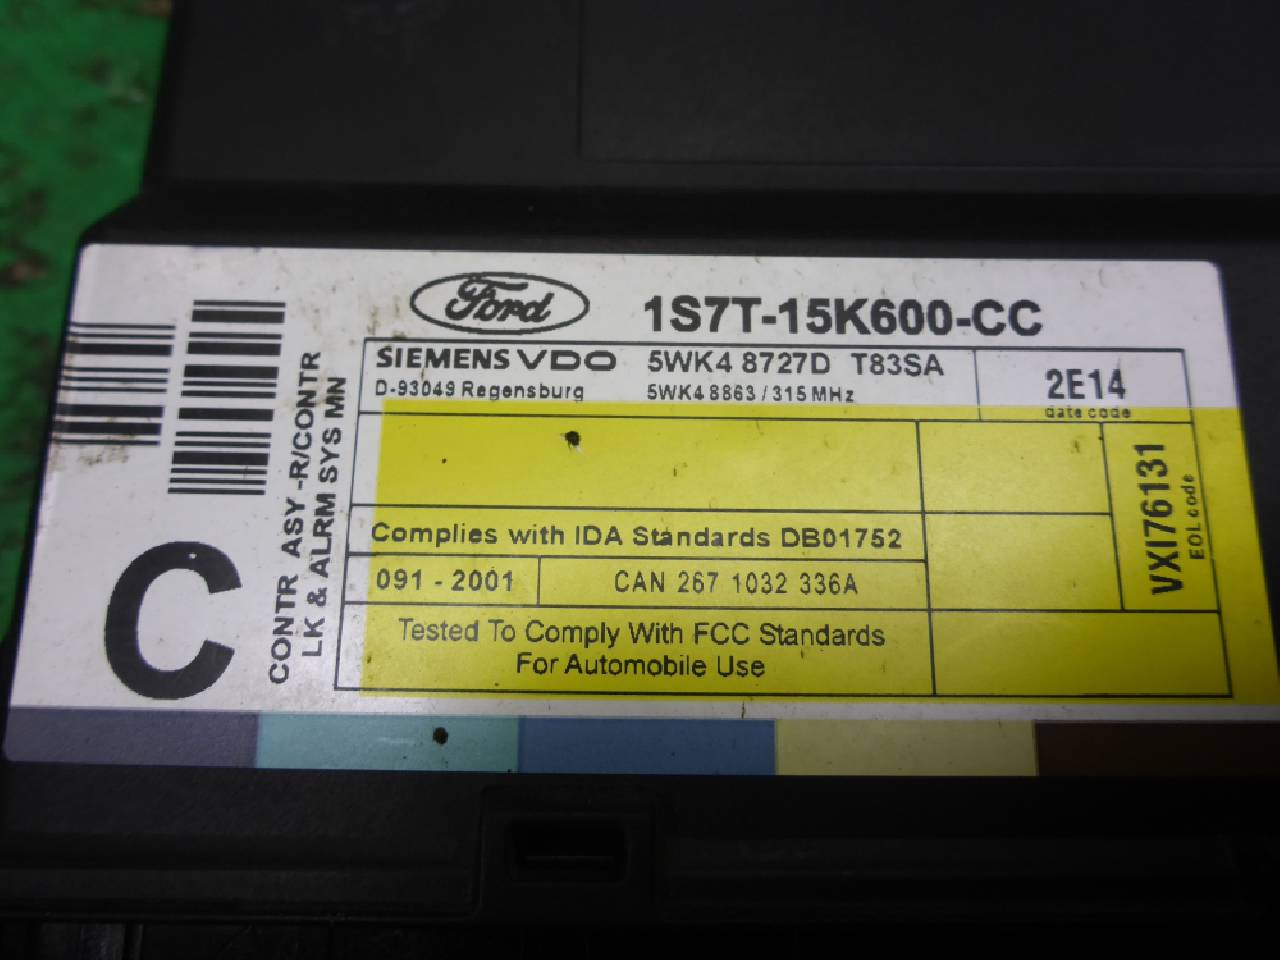 Ford
1S7T-15K600-CC
SIEMENS VDO 5WK4 8727D T83SA
D-93049 Regensburg 5WK4 8863 / 315 MHz
2E14
date code
Complies with IDA Standards DB01752
091 - 2001 CAN 267 1032 336A
Tested To Comply With FCC Standards
For Automobile Use
VXI76131
EOL code
CONTR ASY -R/CONTR
LK & ALRM SYS MN
C